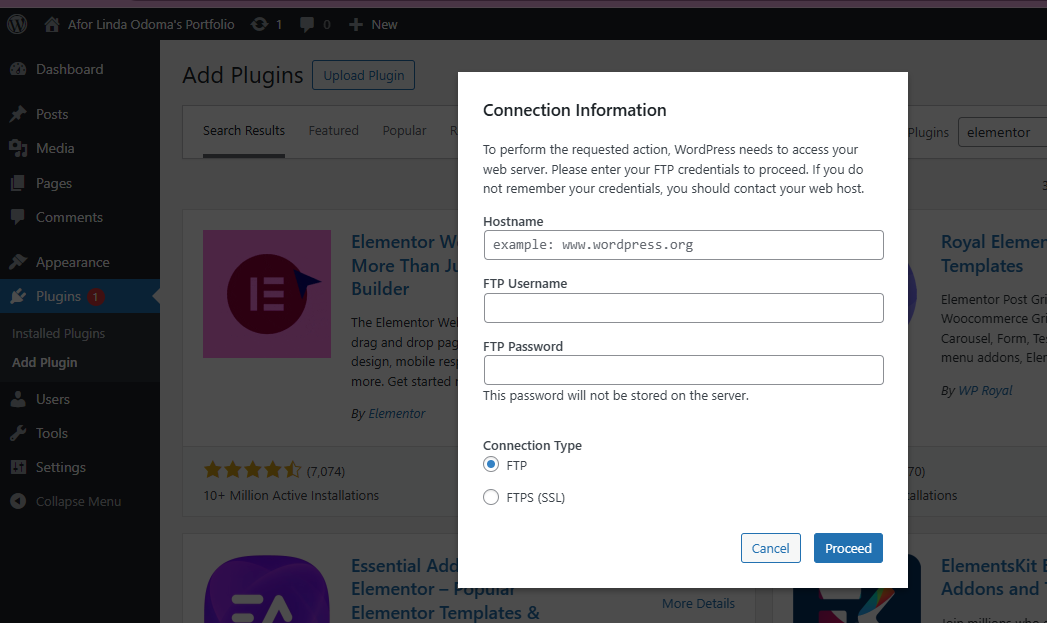 Afor Linda Odoma's Portfolio 1 0 New
Dashboard
Posts
Media
Pages
Comments
Appearance
Plugins 1
Installed Plugins
Add Plugin
Users
Tools
Settings
Collapse Menu
Add Plugins Upload Plugin
Search Results Featured Popular R
Plugins elementor
Connection Information
To perform the requested action, WordPress needs to access your
web server. Please enter your FTP credentials to proceed. If you do
not remember your credentials, you should contact your web host.
Hostname
example: www.wordpress.org
FTP Username
FTP Password
This password will not be stored on the server.
Connection Type
FTP
FTPS (SSL)
Cancel Proceed
Elementor We
More Than Ju
Builder
The Elementor Wel
drag and drop pag
design, mobile resp
more. Get started
By Elementor
(7,074)
10+ Million Active Installations
Royal Elemen
Templates
Elementor Post Gri
Woocommerce Gri
Carousel, Form, Te
menu addons, Elem
By WP Royal
70)
allations
EA
Essential Add
Elementor – Popular
Elementor Templates &
More Details
ElementsKit E
Addons and